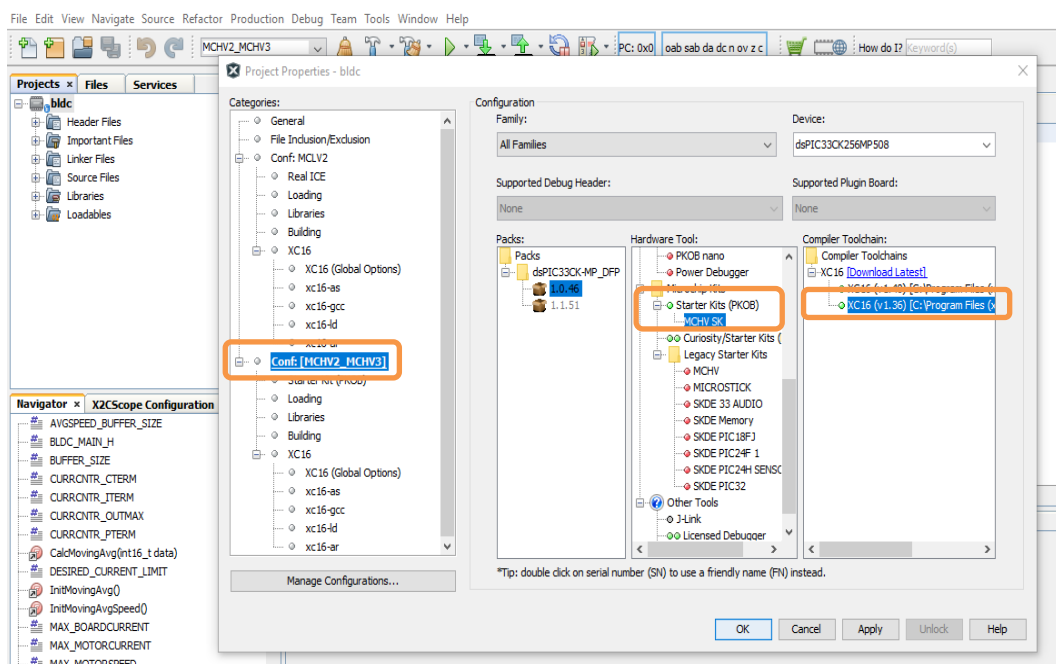 File Edit View Navigate Source Refactor Production Debug Team Tools Window Help
MCHV2_MCHV3
PC: 0x0
oab sab da dc n ov z c
How do I?
Keyword(s)
Projects × Files Services
bldc
Header Files
Important Files
Linker Files
Source Files
Libraries
Loadables
Navigator × X2CScope Configuration
AVGSPEED_BUFFER_SIZE
BLDC_MAIN_H
BUFFER_SIZE
CURRCNTR_CTERM
CURRCNTR_ITERM
CURRCNTR_OUTMAX
CURRCNTR_PTERM
CalcMovingAvg(int16_t data)
DESIRED_CURRENT_LIMIT
InitMovingAvg()
InitMovingAvgSpeed()
MAX_BOARDCURRENT
MAX_MOTORCURRENT
MAX_MOTORSPEED
Project Properties - bldc
Categories:
General
File Inclusion/Exclusion
Conf: MCLV2
Real ICE
Loading
Libraries
Building
XC16
XC16 (Global Options)
xc16-as
xc16-gcc
xc16-ld
xc16-ar
Conf: [MCHV2_MCHV3]
Starter Kit (PKOB)
Loading
Libraries
Building
XC16
XC16 (Global Options)
xc16-as
xc16-gcc
xc16-ld
xc16-ar
Manage Configurations...
Configuration
Family:
All Families
Device:
dsPIC33CK256MP508
Supported Debug Header:
None
Supported Plugin Board:
None
Packs:
Packs
dsPIC33CK-MP_DFP
1.0.46
1.1.51
Hardware Tool:
PKOB nano
Power Debugger
Microchip Kits
Starter Kits (PKOB)
MCHV SK
Curiosity/Starter Kits (
Legacy Starter Kits
MCHV
MICROSTICK
SKDE 33 AUDIO
SKDE Memory
SKDE PIC18FJ
SKDE PIC24F 1
SKDE PIC24H SENSO
SKDE PIC32
Other Tools
J-Link
Licensed Debugger
Compiler Toolchain:
Compiler Toolchains
XC16 [Download Latest]
XC16 (v1.36) [C:\Program Files (x
*Tip: double click on serial number (SN) to use a friendly name (FN) instead.
OK Cancel Apply Unlock Help